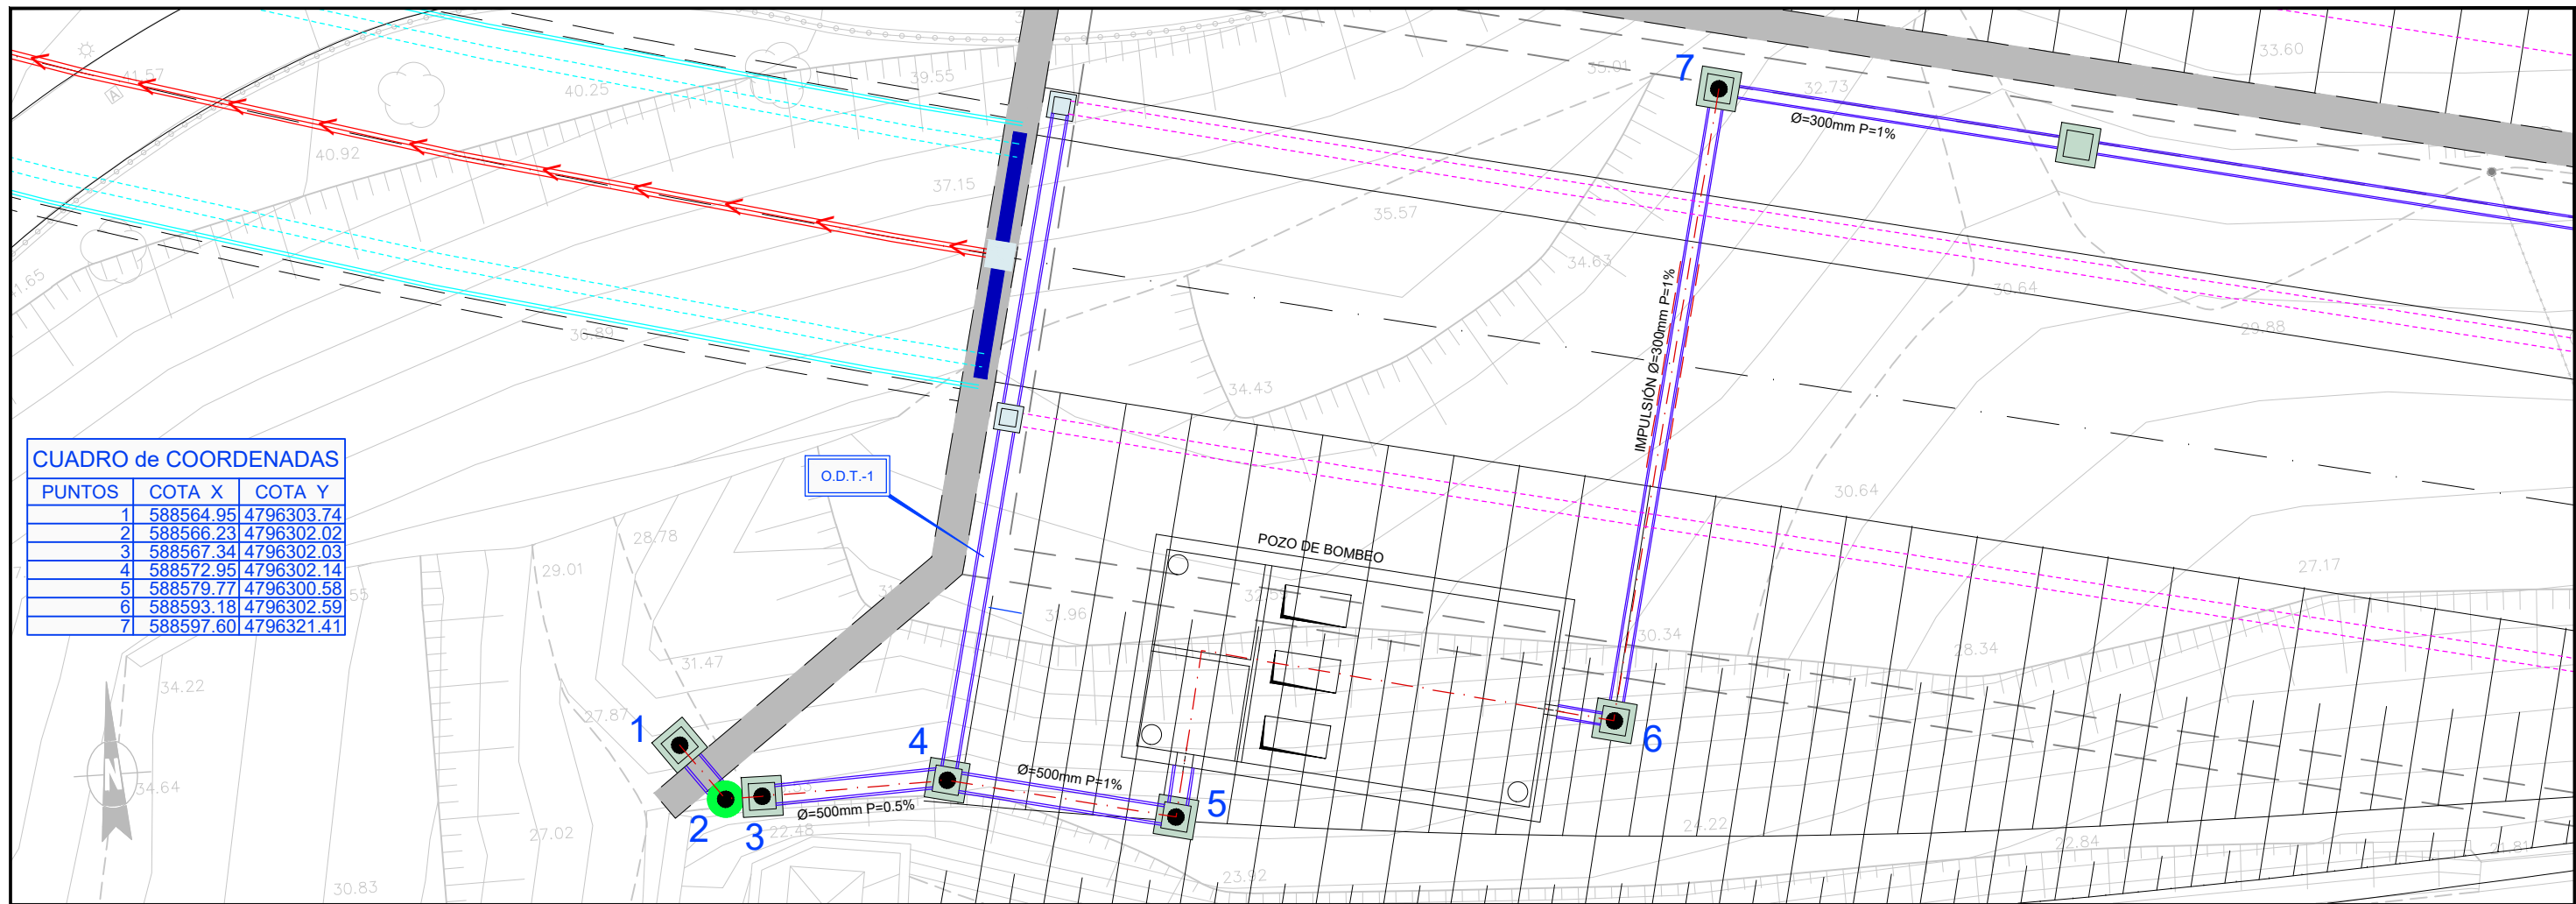 41.57
40.25
39.55
40.92
37.15
41.65
36.89
35.01
7
32.73
33.60
Ø=300mm P=1%
35.57
34.63
30.64
29.88
34.43
IMPULSIÓN Ø=300mm P=1%
CUADRO de COORDENADAS
PUNTOS COTA X COTA Y
1 588564.95 4796303.74
2 588566.23 4796302.02
3 588567.34 4796302.03
4 588572.95 4796302.14
5 588579.77 4796300.58
6 588593.18 4796302.59
7 588597.60 4796321.41
O.D.T.-1
30.64
28.78
29.01
POZO DE BOMBEO
27.17
31.96
30.34
28.34
31.47
34.22
27.87
1
4
6
N
34.64
Ø=500mm P=1%
5
Ø=500mm P=0.5%
2
3
22.48
27.02
24.22
22.84
21.81
30.83
23.92